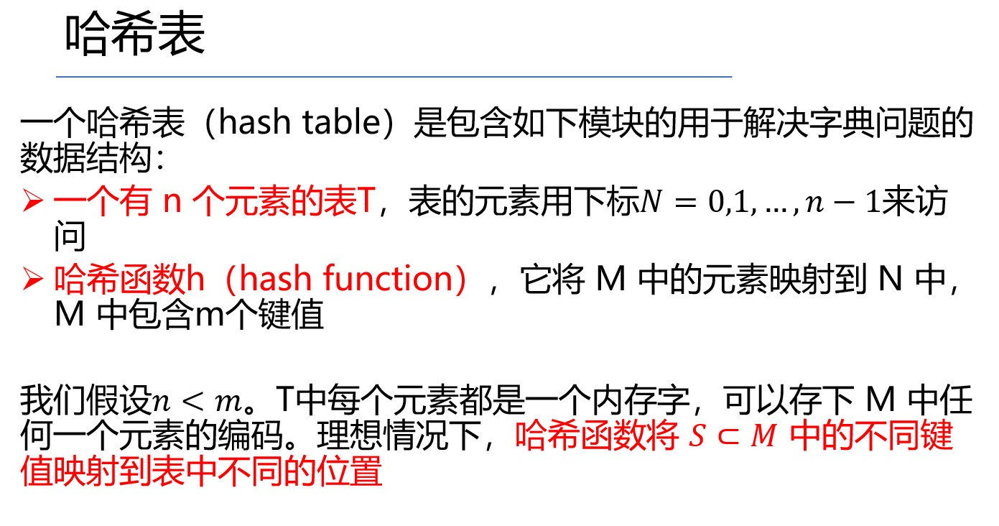 哈希表
一个哈希表（hash table）是包含如下模块的用于解决字典问题的
数据结构：
➢ 一个有 n 个元素的表T，表的元素用下标N = 0,1, … , n − 1来访
问
➢ 哈希函数h（hash function），它将 M 中的元素映射到 N 中，
M 中包含m个键值
我们假设n < m。T中每个元素都是一个内存字，可以存下 M 中任
何一个元素的编码。理想情况下，哈希函数将 S ⊂ M 中的不同键
值映射到表中不同的位置